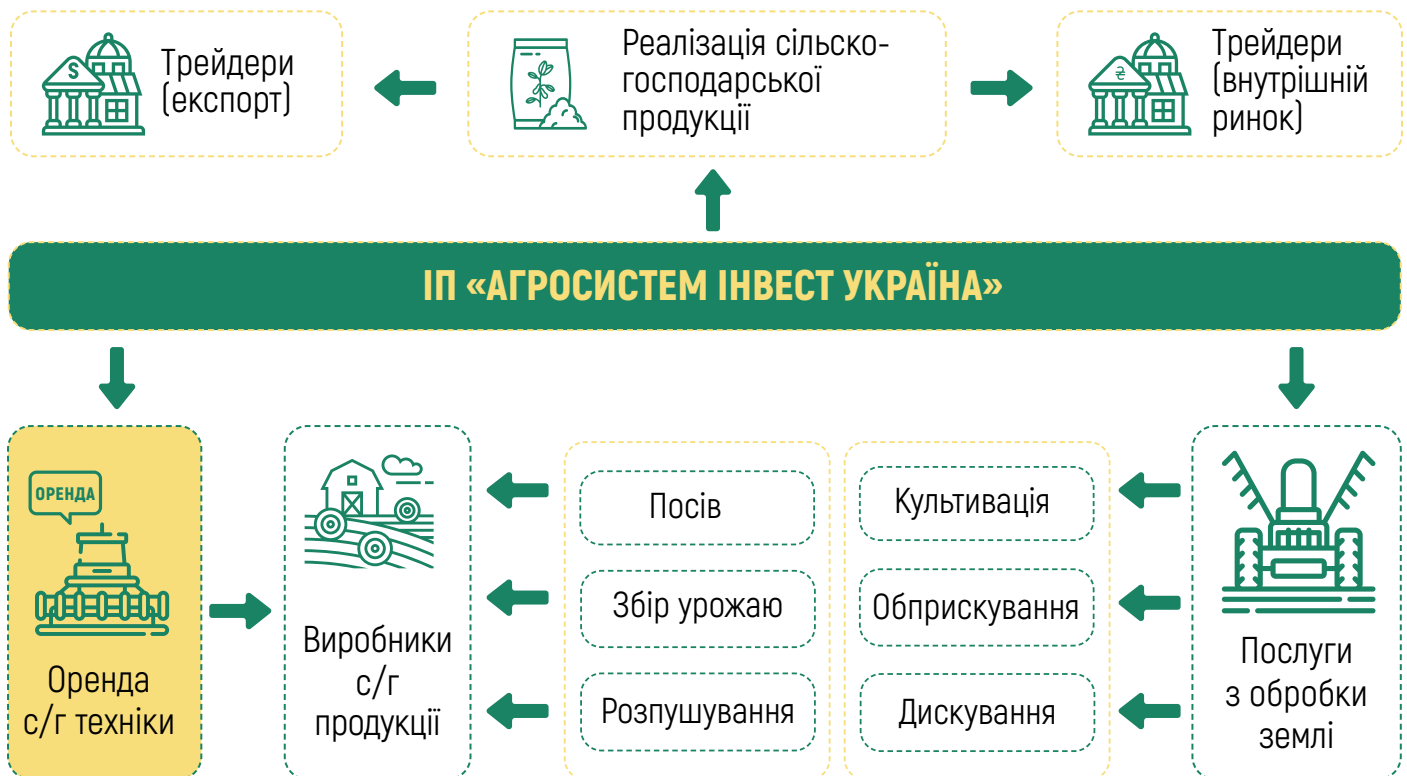 Трейдери
(експорт)
Реалізація сільско-
господарської
продукції
Трейдери
(внутрішній
ринок)
$
₴
ІП «АГРОСИСТЕМ ІНВЕСТ УКРАЇНА»
ОРЕНДА
Оренда
с/г техніки
Виробники
с/г
продукції
Посів
Збір урожаю
Розпушування
Культивація
Обприскування
Дискування
Послуги
з обробки
землі